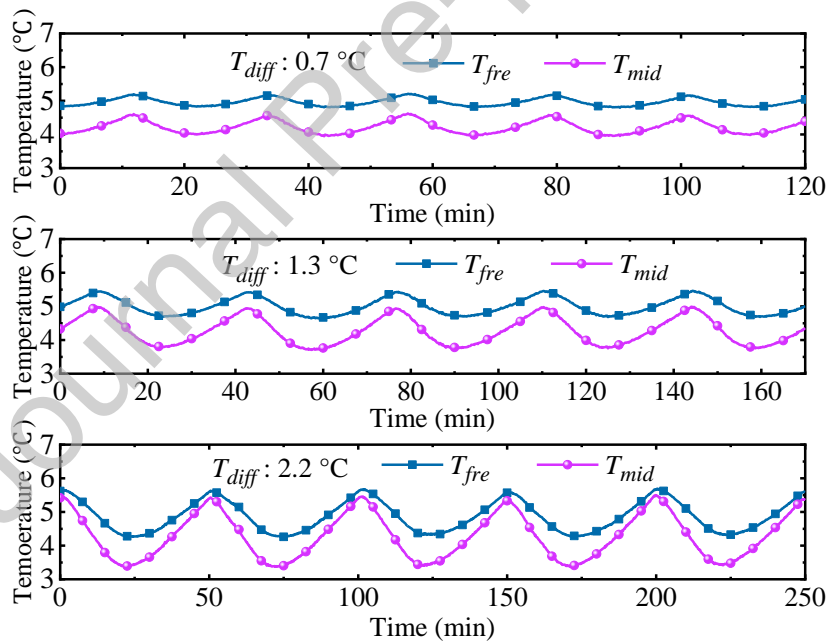 7
6
5
4
3
Temperature (℃)
T_diff : 0.7 °C T_fre T_mid
0 20 40 60 80 100 120
Time (min)
7
6
5
4
3
Temperature (℃)
T_diff : 1.3 °C T_fre T_mid
0 20 40 60 80 100 120 140 160
Time (min)
7
6
5
4
3
Temoerature (℃)
T_diff : 2.2 °C T_fre T_mid
0 50 100 150 200 250
Time (min)
Journal Pre-